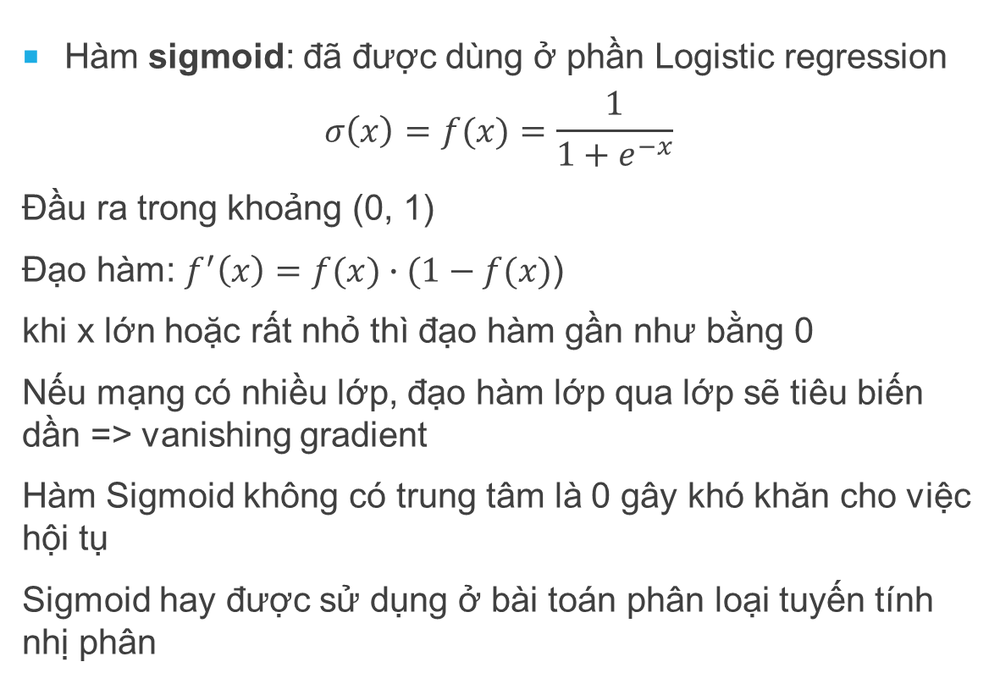 ▪ Hàm sigmoid: đã được dùng ở phần Logistic regression
σ(x) = f(x) = 1 / (1 + e^{−x})
Đầu ra trong khoảng (0, 1)
Đạo hàm: f′(x) = f(x) · (1 − f(x))
khi x lớn hoặc rất nhỏ thì đạo hàm gần như bằng 0
Nếu mạng có nhiều lớp, đạo hàm lớp qua lớp sẽ tiêu biến
dần => vanishing gradient
Hàm Sigmoid không có trung tâm là 0 gây khó khăn cho việc
hội tụ
Sigmoid hay được sử dụng ở bài toán phân loại tuyến tính
nhị phân